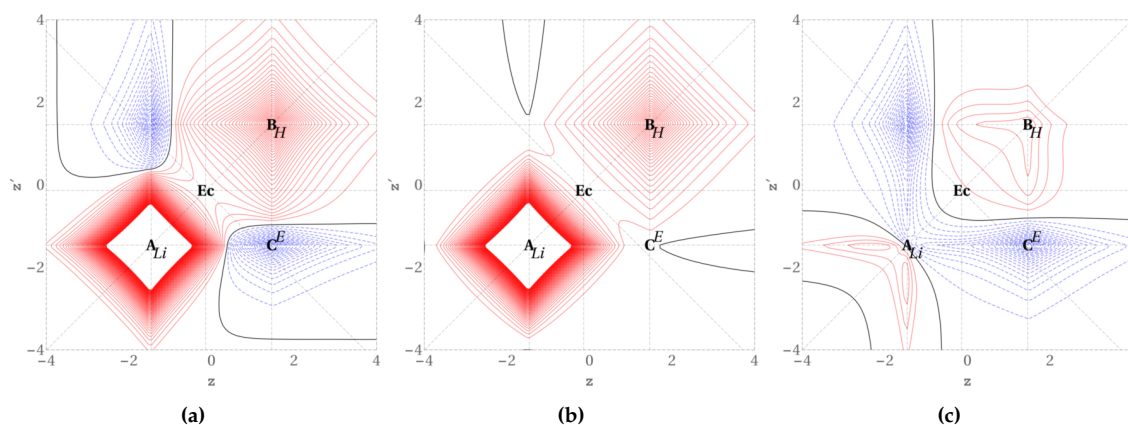 4 4 4
2 2 2
B_H B_H B_H
z′ 0 Ec z′ 0 Ec z′ 0 Ec
A_Li C^E A_Li C^E A_Li C^E
−2 −2 −2
−4 −4 −4
−4 −2 0 2 4 −4 −2 0 2 4 −4 −2 0 2
z z z
(a) (b) (c)